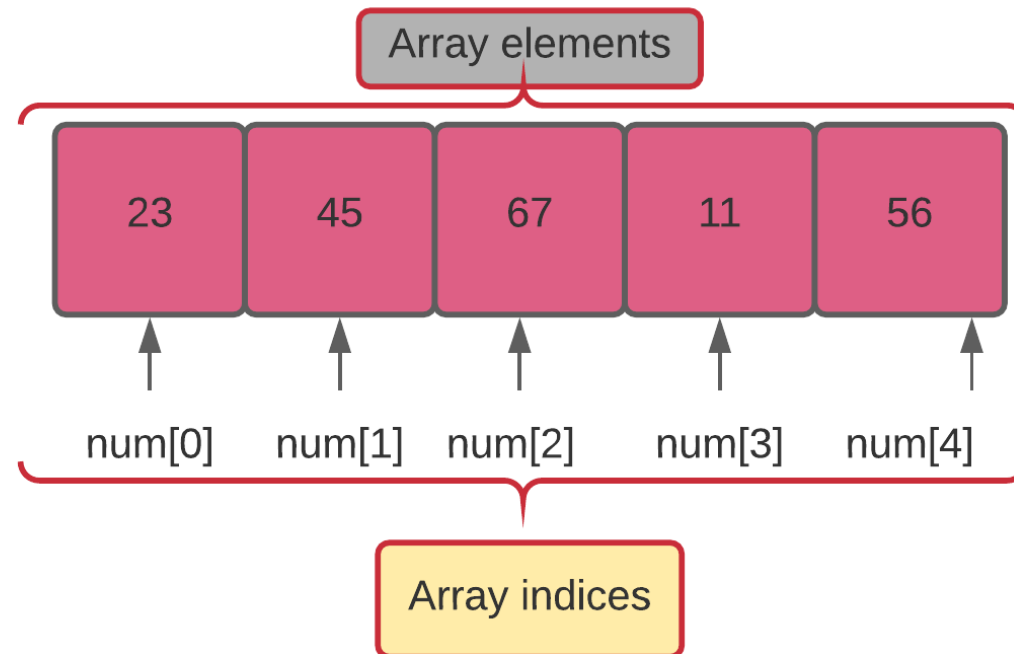 Array elements
23 45 67 11 56
num[0] num[1] num[2] num[3] num[4]
Array indices